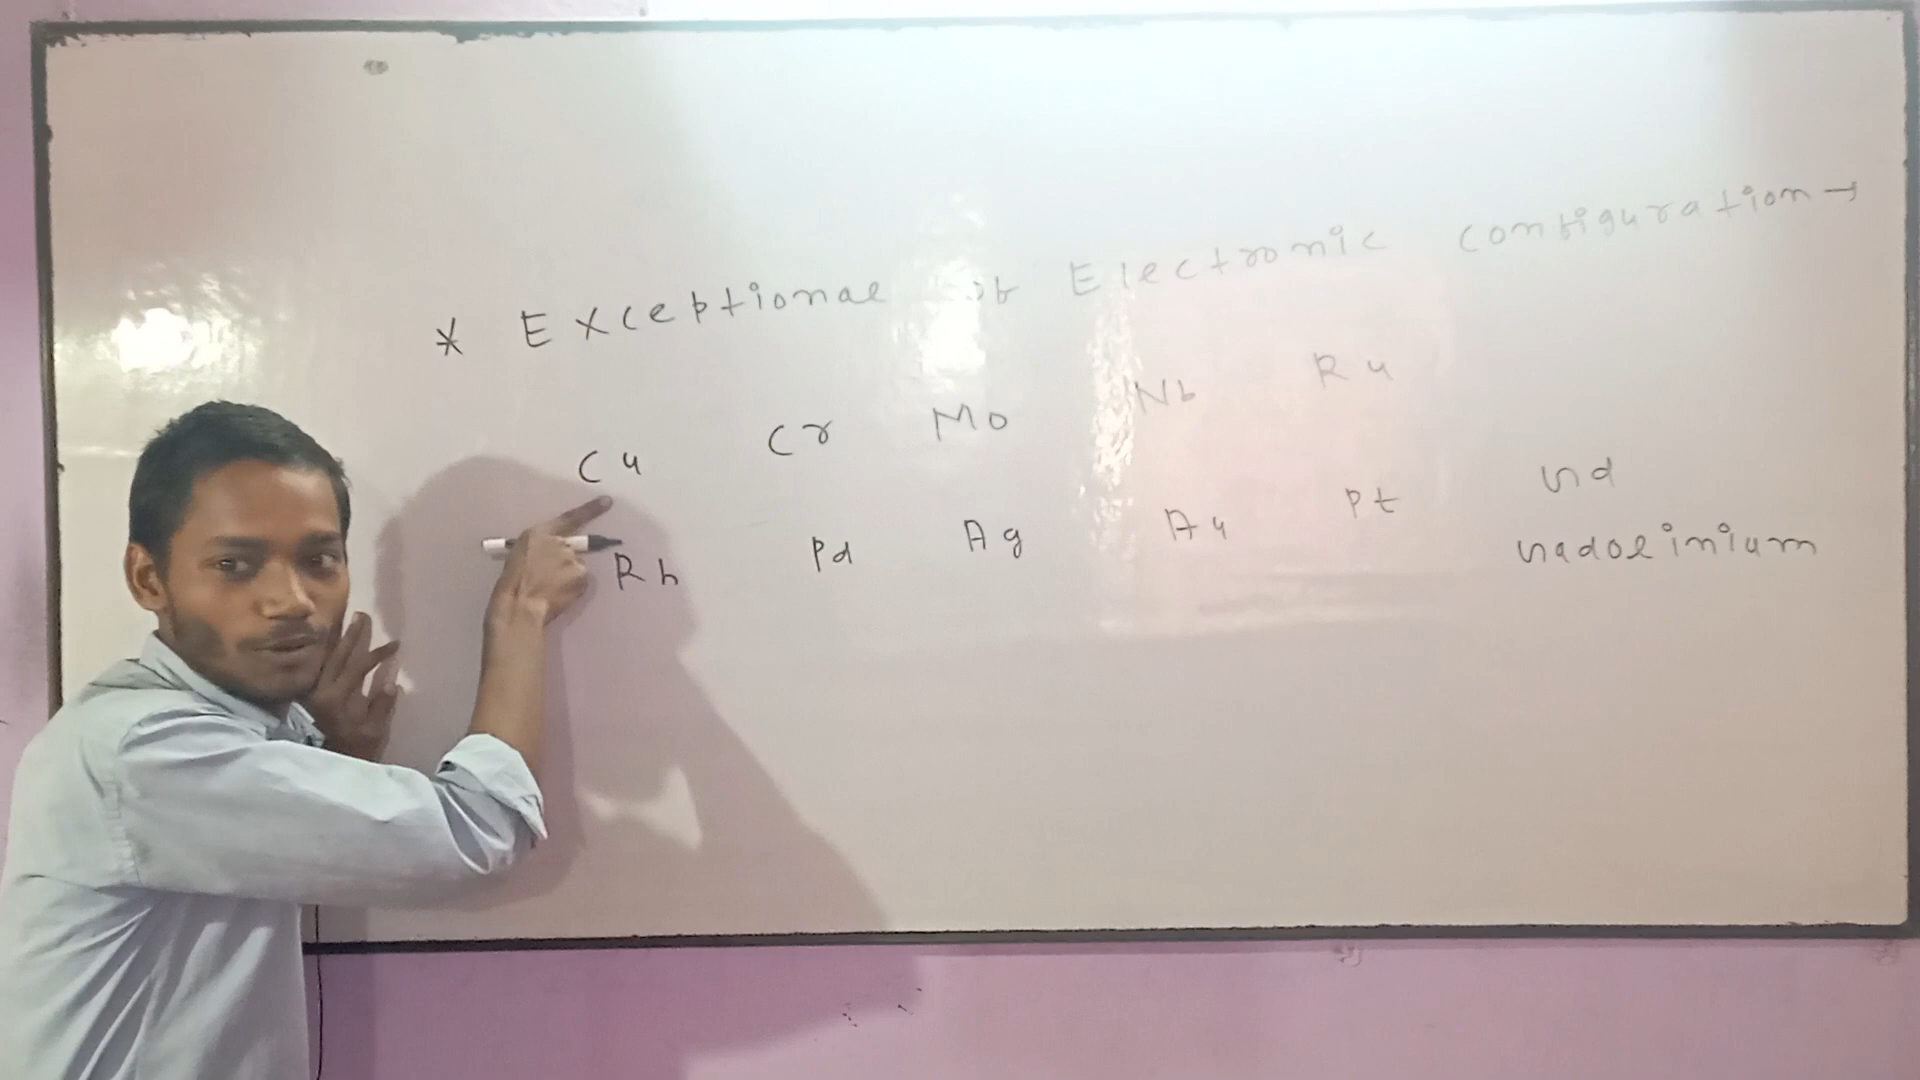 * Exceptional of Electronic configuration →
Cu Cr Mo Nb Ru
Rh Pd Ag Au Pt Gd
Gadolinium